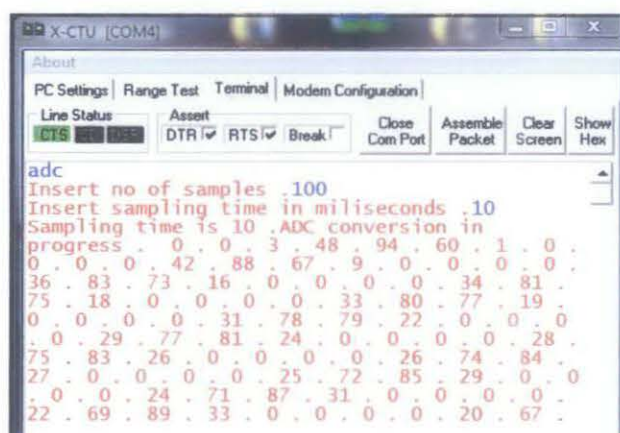 X-CTU [COM4]
About
PC Settings Range Test Terminal Modem Configuration
Line Status Assert
CTS DTR RTS Break Close Com Port Assemble Packet Clear Screen Show Hex
adc
Insert no of samples .100
Insert sampling time in miliseconds .10
Sampling time is 10 .ADC conversion in
progress . 0 . 0 . 3 . 48 . 94 . 60 . 1 . 0 .
0 . 0 . 0 . 42 . 88 . 67 . 9 . 0 . 0 . 0 . 0 .
36 . 83 . 73 . 16 . 0 . 0 . 0 . 0 . 34 . 81 .
75 . 18 . 0 . 0 . 0 . 0 . 33 . 80 . 77 . 19 .
0 . 0 . 0 . 0 . 31 . 78 . 79 . 22 . 0 . 0 . 0
. 0 . 29 . 77 . 81 . 24 . 0 . 0 . 0 . 0 . 28 .
75 . 83 . 26 . 0 . 0 . 0 . 0 . 26 . 74 . 84 .
27 . 0 . 0 . 0 . 0 . 25 . 72 . 85 . 29 . 0 . 0
. 0 . 0 . 24 . 71 . 87 . 31 . 0 . 0 . 0 . 0 .
22 . 69 . 89 . 33 . 0 . 0 . 0 . 0 . 20 . 67 .